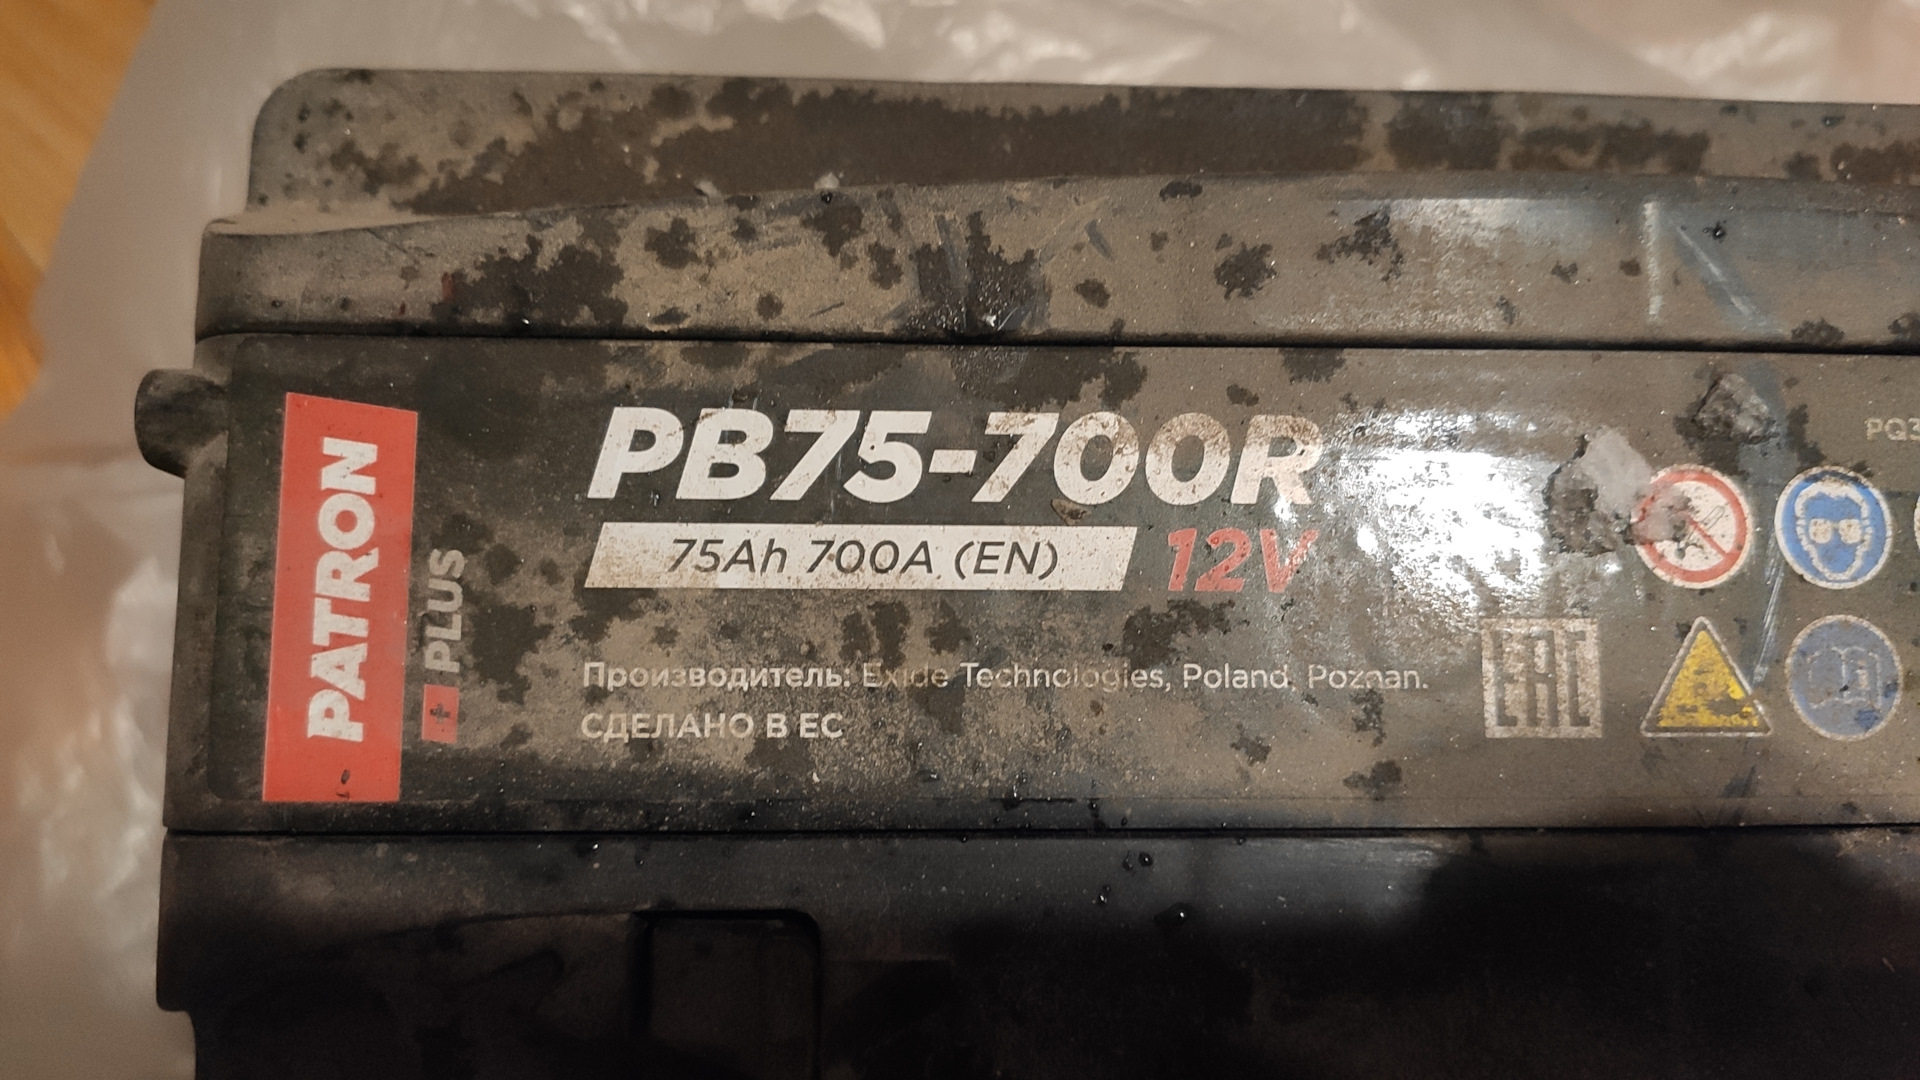 PATRON
PLUS
PB75-700R
75Ah 700A (EN)
12V
Производитель: Exide Technologies, Poland, Poznan.
СДЕЛАНО В ЕС
EAC